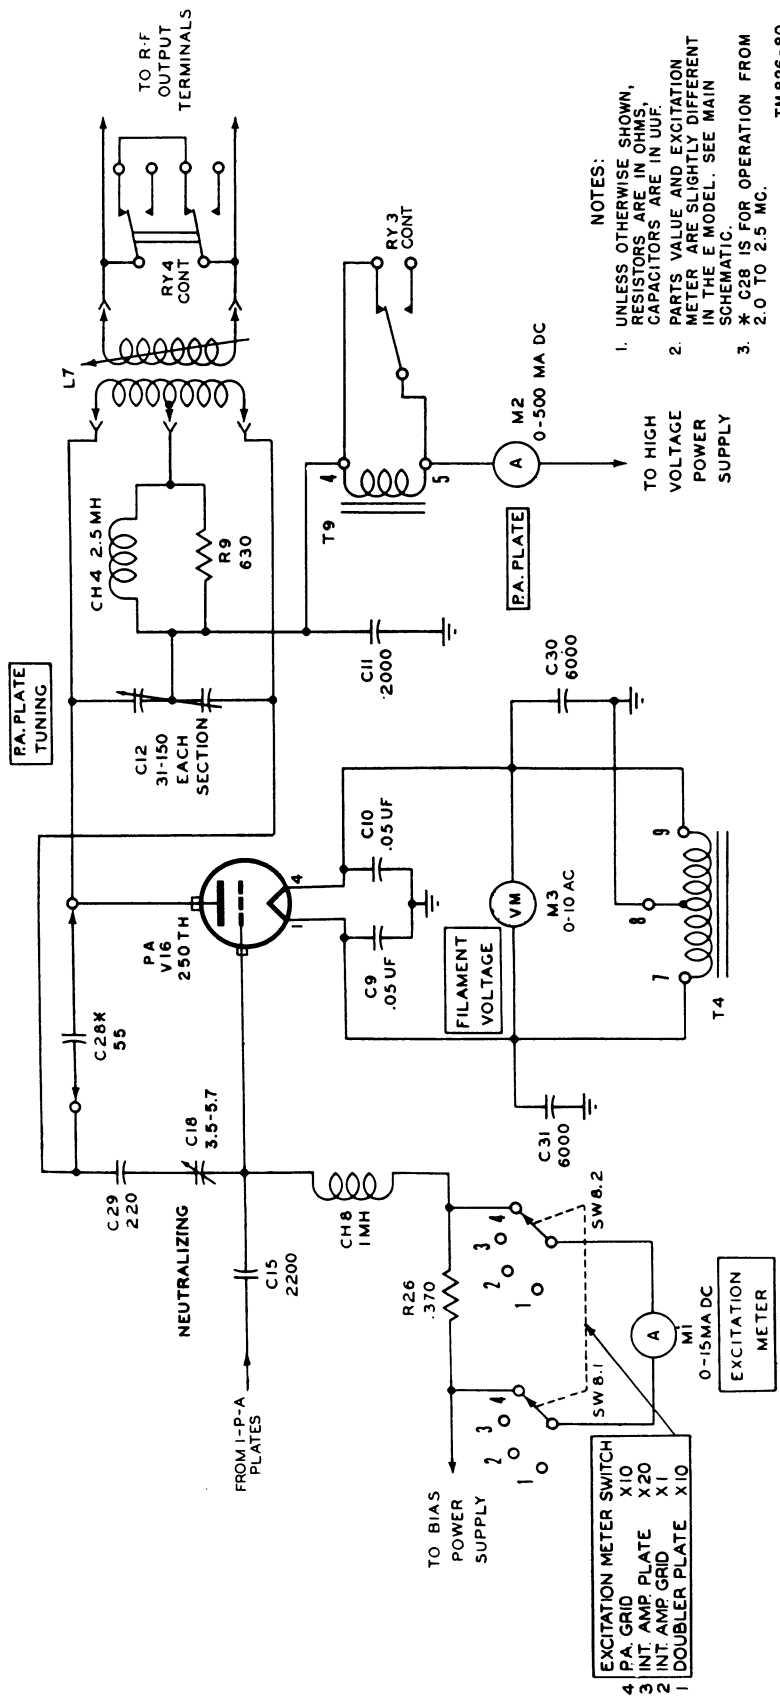 TO R-F
OUTPUT
TERMINALS
L7
RY4
CONT
CH4 2.5MH
R9
630
P.A. PLATE
TUNING
C12
31-150
EACH
SECTION
C11
.2000
T9
4
5
RY3
CONT
M2
0-500 MA DC
A
P.A. PLATE
TO HIGH
VOLTAGE
POWER
SUPPLY
C28*
55
PA
V16
250TH
1
4
C9
.05UF
C10
.05UF
C29
220
C18
3.5-5.7
NEUTRALIZING
C15
2200
FROM I-P-A
PLATES
CH8
1MH
R26
.370
TO BIAS
POWER
SUPPLY
1
2
3
4
SW8.1
1
2
3
4
SW8.2
A
M1
0-15MA DC
EXCITATION
METER
C31
6000
FILAMENT
VOLTAGE
VM
M3
0-10 AC
C30
6000
7
8
9
T4
EXCITATION METER SWITCH
4 P.A. GRID X10
3 INT. AMP. PLATE X20
2 INT. AMP. GRID X1
1 DOUBLER PLATE X10
NOTES:
1. UNLESS OTHERWISE SHOWN,
RESISTORS ARE IN OHMS,
CAPACITORS ARE IN UUF.
2. PARTS VALUE AND EXCITATION
METER ARE SLIGHTLY DIFFERENT
IN THE E MODEL. SEE MAIN
SCHEMATIC.
3. * C28 IS FOR OPERATION FROM
2.0 TO 2.5 MC.